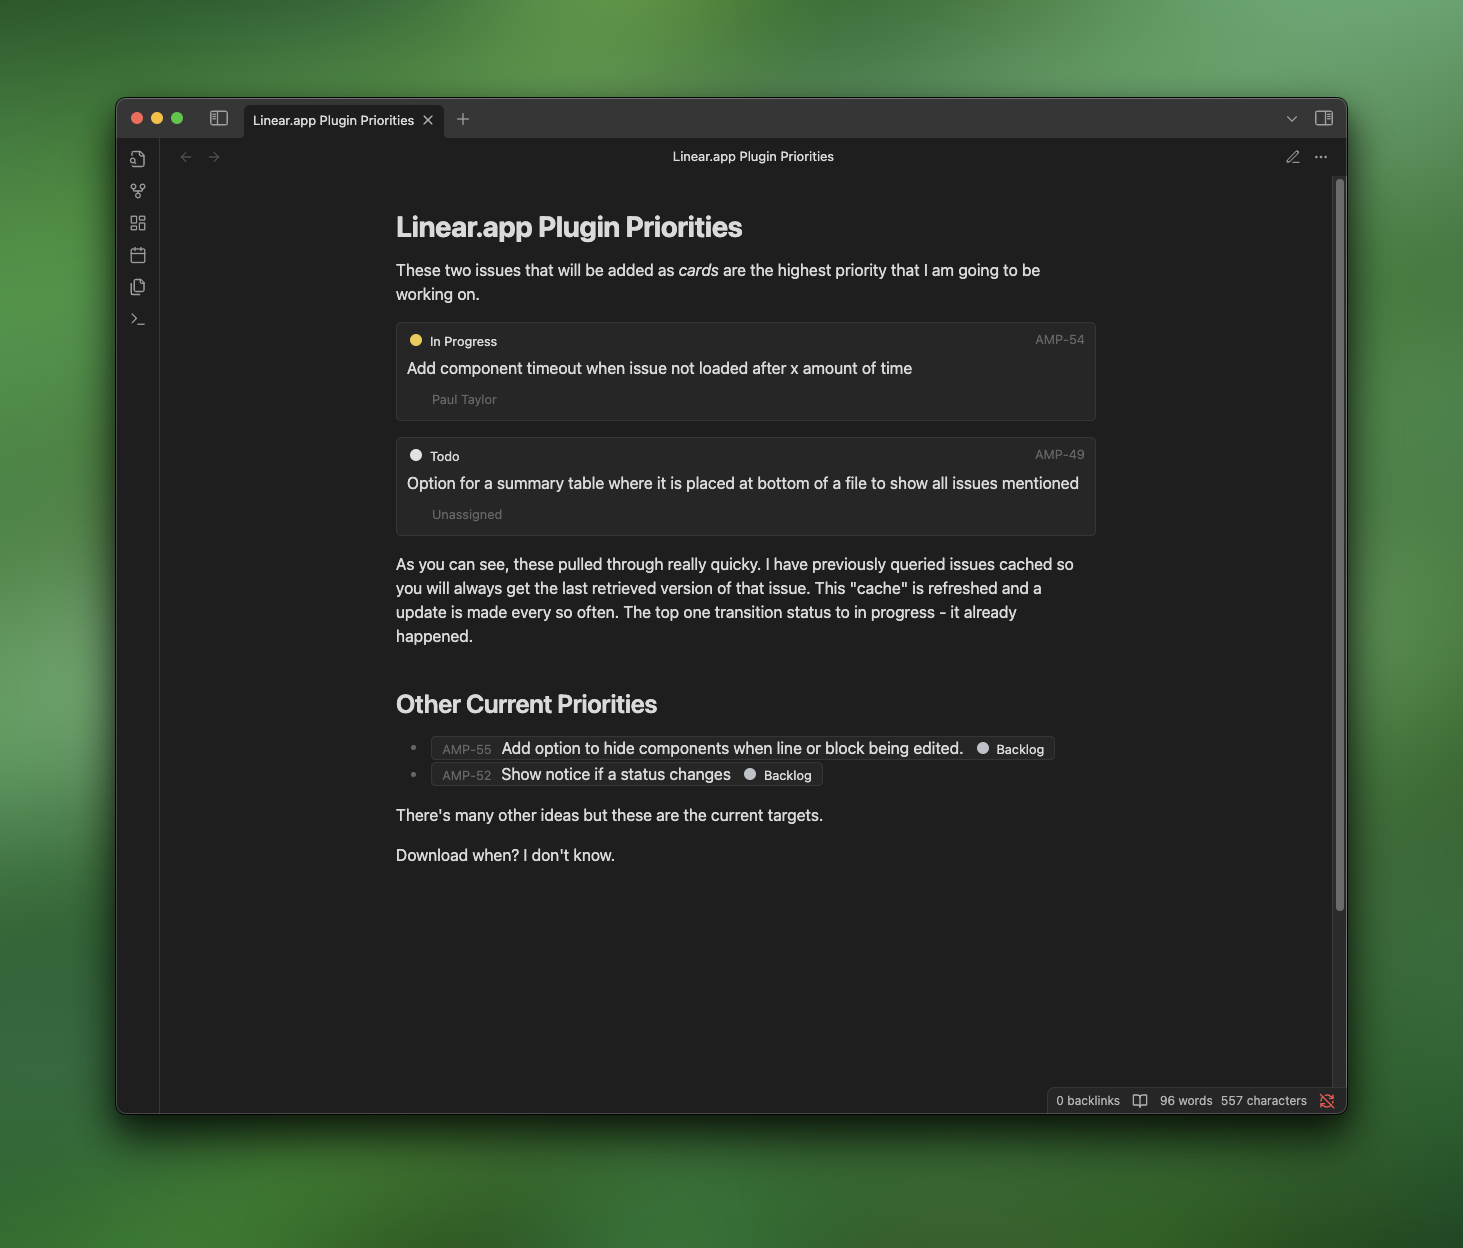 Linear.app Plugin Priorities
Linear.app Plugin Priorities
Linear.app Plugin Priorities
These two issues that will be added as cards are the highest priority that I am going to be
working on.
In Progress
AMP-54
Add component timeout when issue not loaded after x amount of time
Paul Taylor
Todo
AMP-49
Option for a summary table where it is placed at bottom of a file to show all issues mentioned
Unassigned
As you can see, these pulled through really quicky. I have previously queried issues cached so
you will always get the last retrieved version of that issue. This "cache" is refreshed and a
update is made every so often. The top one transition status to in progress - it already
happened.
Other Current Priorities
AMP-55 Add option to hide components when line or block being edited. Backlog
AMP-52 Show notice if a status changes Backlog
There's many other ideas but these are the current targets.
Download when? I don't know.
0 backlinks 96 words 557 characters